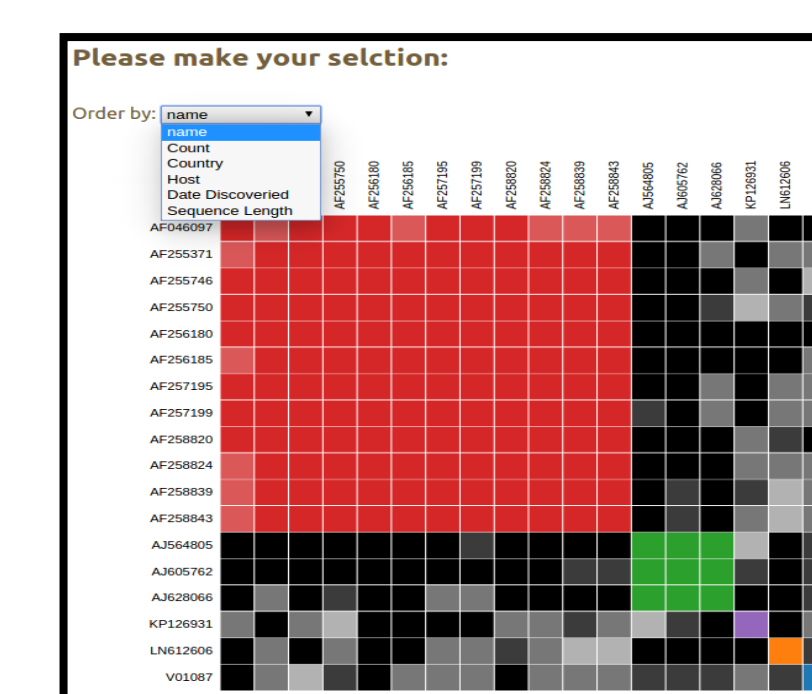 Please make your selction:
Order by: name
name
Count
Country
Host
Date Discoveried
Sequence Length
AF255750
AF256180
AF256185
AF257195
AF257199
AF258820
AF258824
AF258839
AF258843
AJ564805
AJ605762
AJ628066
KP126931
LN612606
AF046097
AF255371
AF255746
AF255750
AF256180
AF256185
AF257195
AF257199
AF258820
AF258824
AF258839
AF258843
AJ564805
AJ605762
AJ628066
KP126931
LN612606
V01087